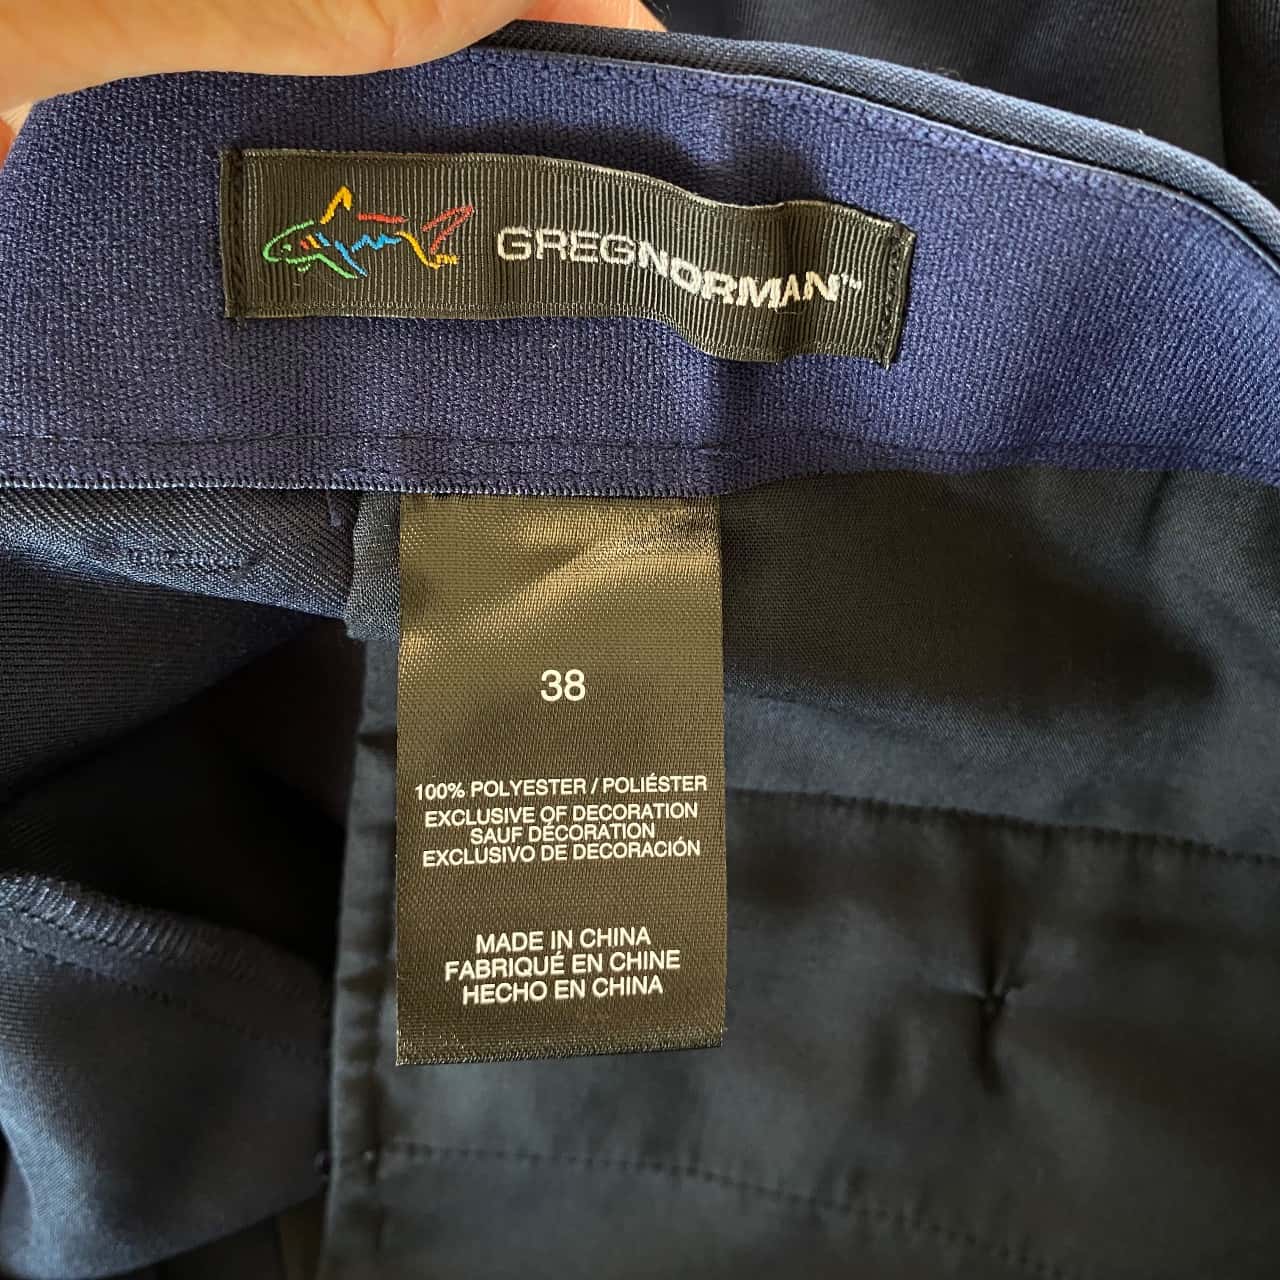 GREGNORMAN™
38
100% POLYESTER / POLIÉSTER
EXCLUSIVE OF DECORATION
SAUF DÉCORATION
EXCLUSIVO DE DECORACIÓN
MADE IN CHINA
FABRIQUÉ EN CHINE
HECHO EN CHINA